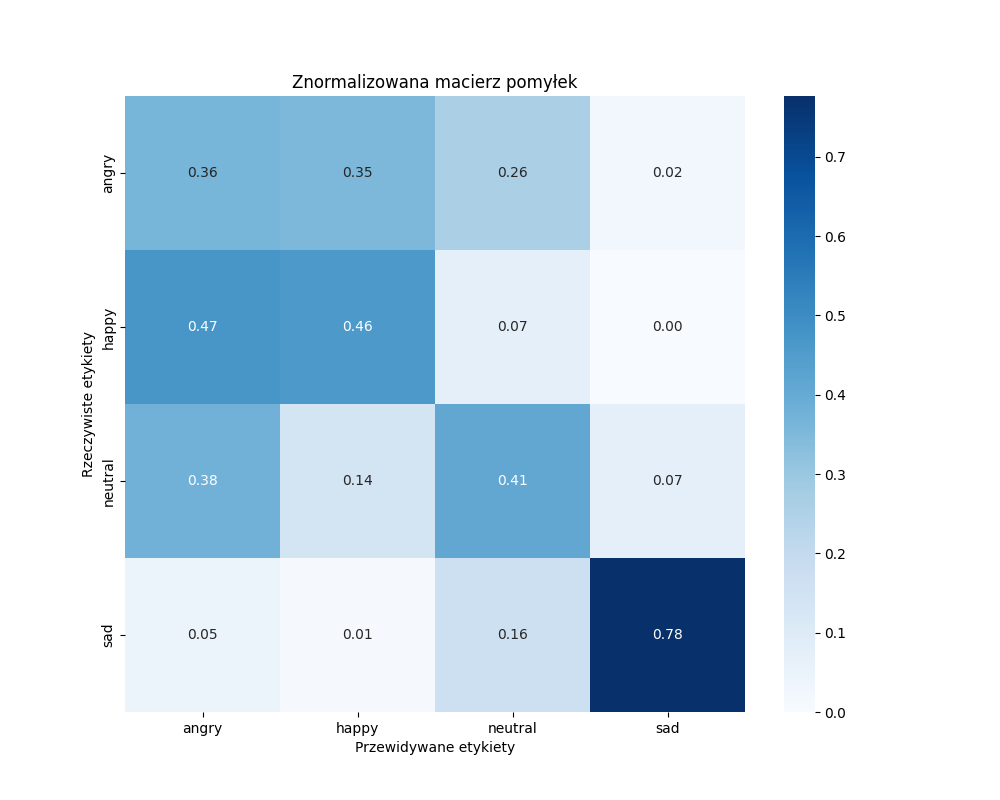 Znormalizowana macierz pomyłek
Rzeczywiste etykiety
angry 0.36 0.35 0.26 0.02
happy 0.47 0.46 0.07 0.00
neutral 0.38 0.14 0.41 0.07
sad 0.05 0.01 0.16 0.78
angry happy neutral sad
Przewidywane etykiety
0.7
0.6
0.5
0.4
0.3
0.2
0.1
0.0